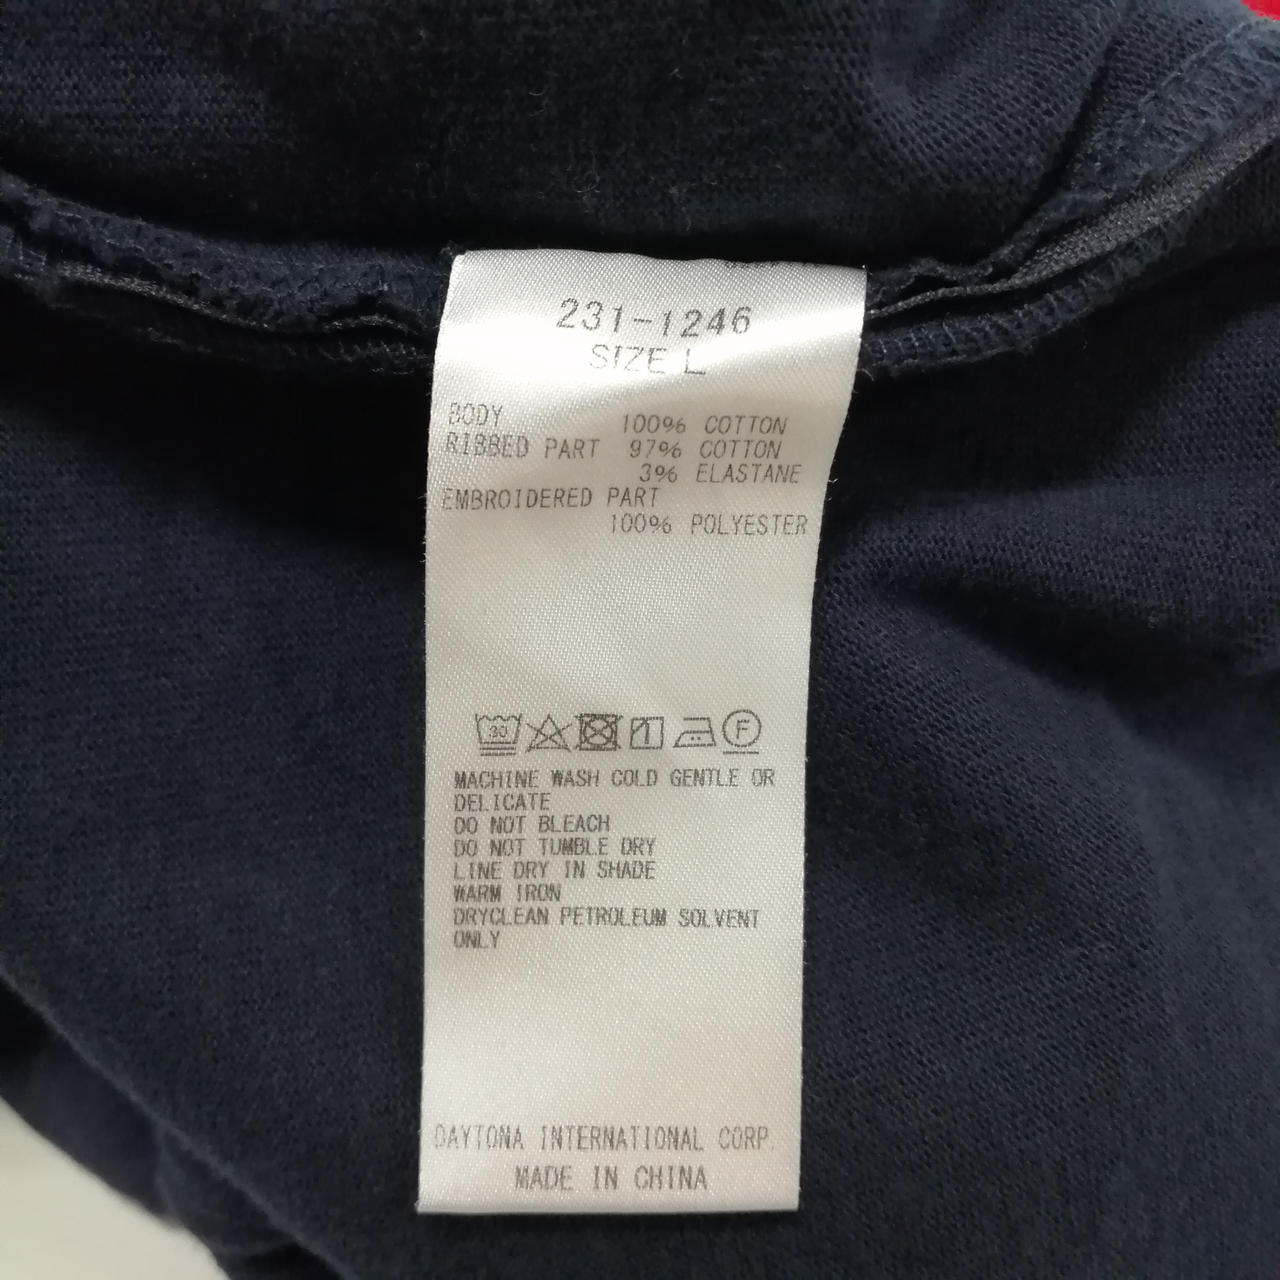 231-1246
SIZE L
BODY 100% COTTON
RIBBED PART 97% COTTON
3% ELASTANE
EMBROIDERED PART
100% POLYESTER
30 F
MACHINE WASH COLD GENTLE OR
DELICATE
DO NOT BLEACH
DO NOT TUMBLE DRY
LINE DRY IN SHADE
WARM IRON
DRYCLEAN PETROLEUM SOLVENT
ONLY
DAYTONA INTERNATIONAL CORP.
MADE IN CHINA